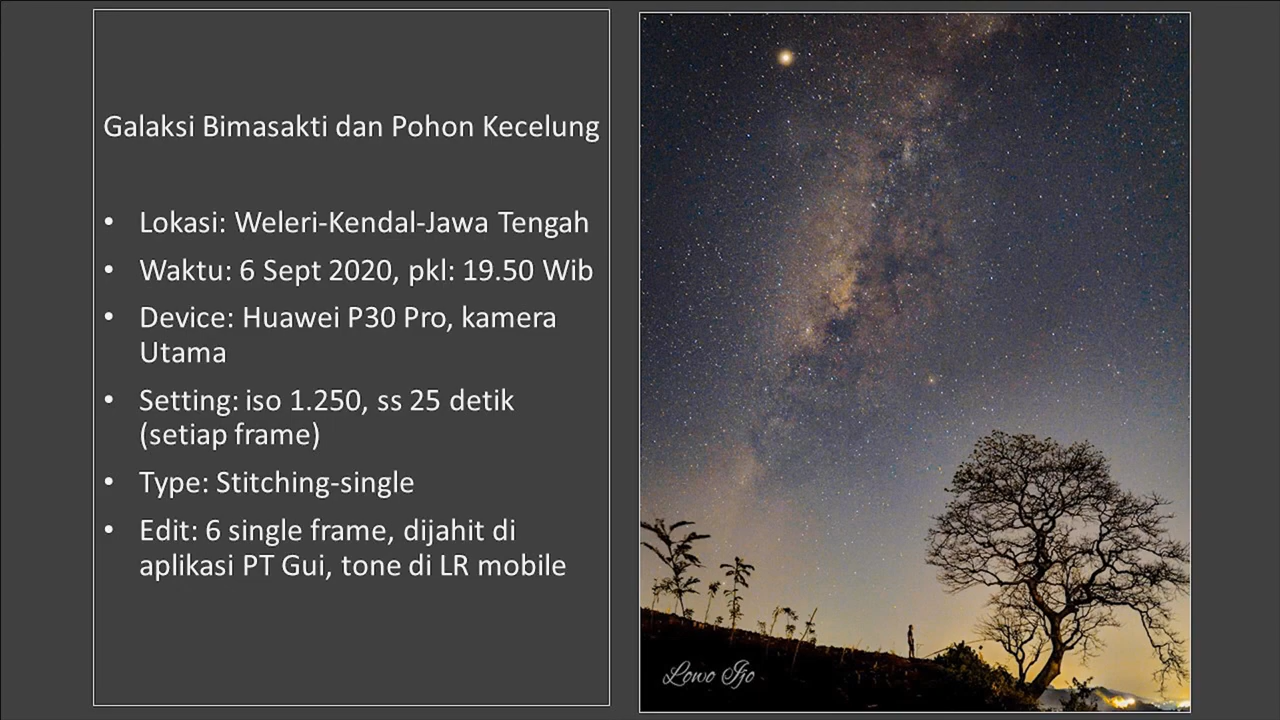 Galaksi Bimasakti dan Pohon Kecelung
• Lokasi: Weleri-Kendal-Jawa Tengah
• Waktu: 6 Sept 2020, pkl: 19.50 Wib
• Device: Huawei P30 Pro, kamera
Utama
• Setting: iso 1.250, ss 25 detik
(setiap frame)
• Type: Stitching-single
• Edit: 6 single frame, dijahit di
aplikasi PT Gui, tone di LR mobile
Lowo Ijo